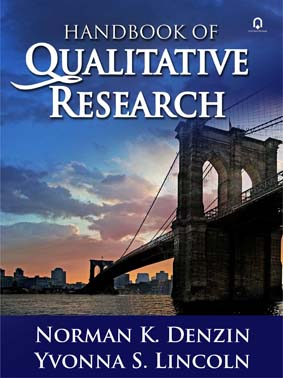 HANDBOOK OF
QUALITATIVE
RESEARCH
NORMAN K. DENZIN
YVONNA S. LINCOLN